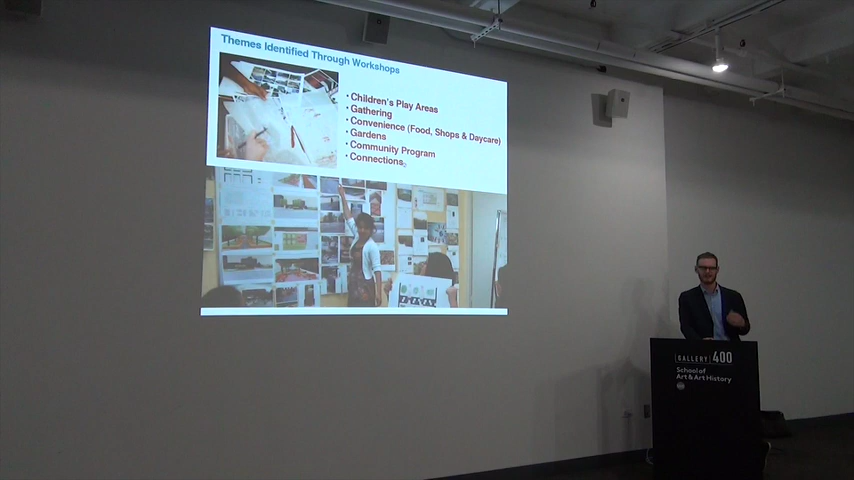 Themes Identified Through Workshops
• Children's Play Areas
• Gathering
• Convenience (Food, Shops & Daycare)
• Gardens
• Community Program
• Connections
GALLERY 400
School of
Art & Art History